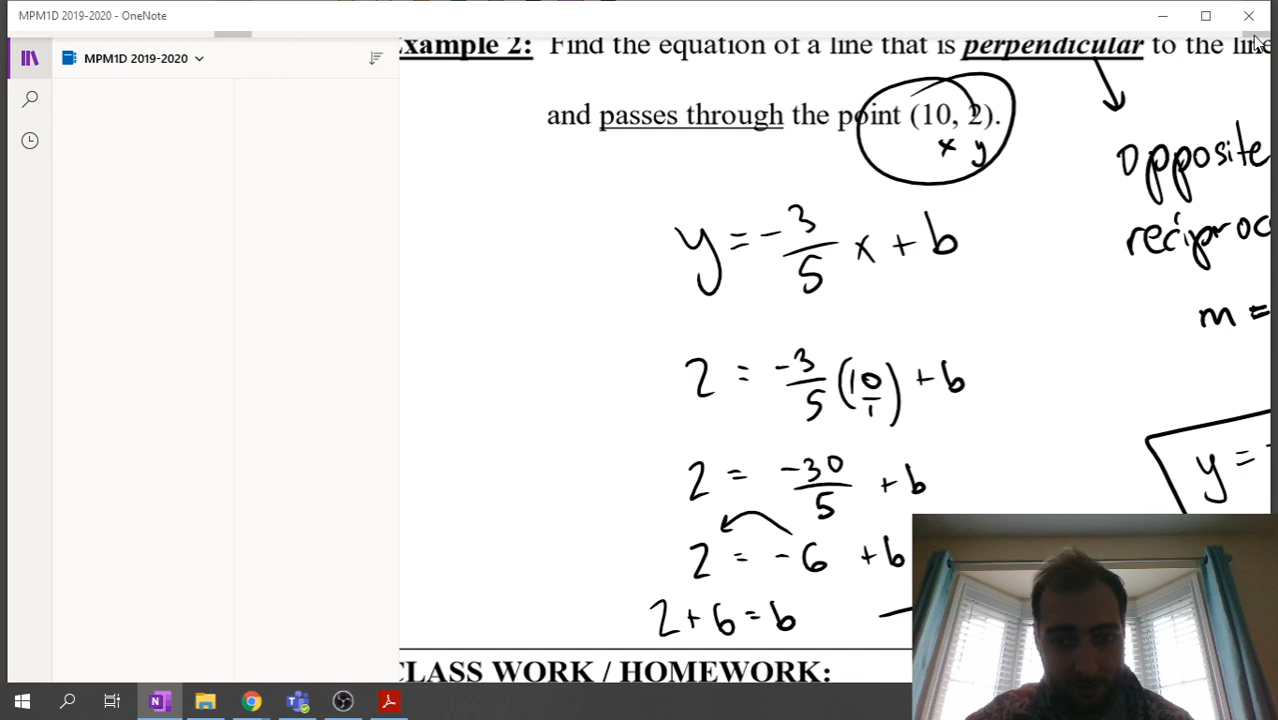 MPM1D 2019-2020 - OneNote
MPM1D 2019-2020
Example 2: Find the equation of a line that is perpendicular to the line
and passes through the point (10, 2).
x y
opposite
reciproc
y = -3/5 x + b
m =
2 = -3/5 (10/1) + b
y = -
2 = -30/5 + b
2 = -6 + b
2 + 6 = b
CLASS WORK / HOMEWORK: